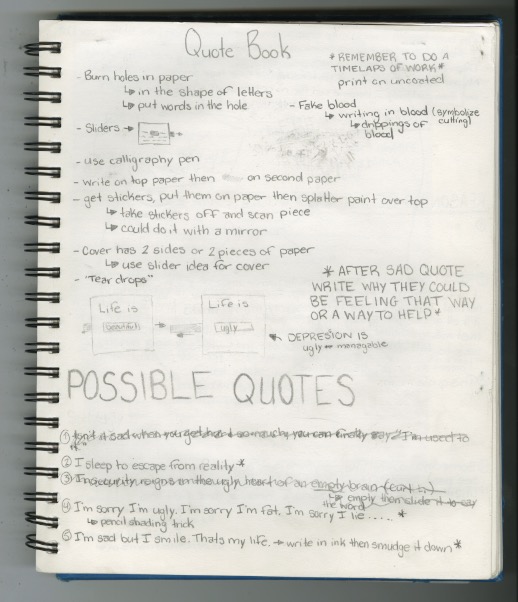 Quote Book
*REMEMBER TO DO A
TIMELAPS OF WORK*
print on uncoated
- Burn holes in paper
↳ in the shape of letters
↳ put words in the hole
- Fake blood
↳ writing in blood (symbolize
cutting)
↳ drippings of
blood
- Sliders →
- use calligraphy pen
- write on top paper then on second paper
- get stickers, put them on paper then splatter paint over top
↳ take stickers off and scan piece
↳ could do it with a mirror
- Cover has 2 sides or 2 pieces of paper
↳ use slider idea for cover
- "Tear drops"
* AFTER SAD QUOTE
WRITE WHY THEY COULD
BE FEELING THAT WAY
OR A WAY TO HELP*
Life is
beautiful
Life is
ugly
DEPRESION IS
ugly → manageable
POSSIBLE QUOTES
① Isn't it sad when you get hurt so much you can finally say "I'm used to
it."
② I sleep to escape from reality *
③ Insecurity reigns in the ugly heart of an empty brain
↳ empty then slide it to say
the word
④ I'm sorry I'm ugly. I'm sorry I'm fat. I'm sorry I lie..... *
↳ pencil shading trick
⑤ I'm sad but I smile. Thats my life. → write in ink then smudge it down *